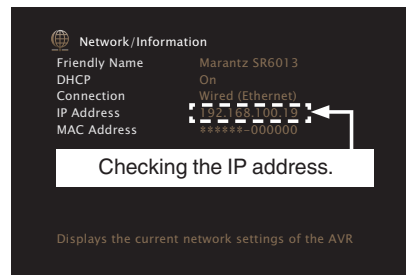 Network/Information
Friendly Name Marantz SR6013
DHCP On
Connection Wired (Ethernet)
IP Address 192.168.100.19
MAC Address ******-000000
Checking the IP address.
Displays the current network settings of the AVR